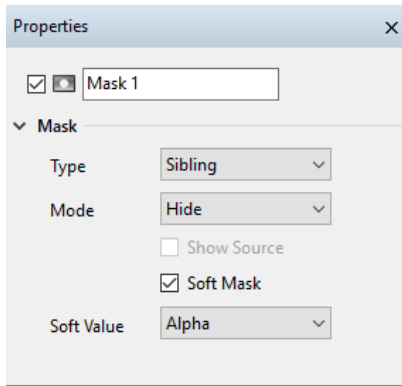 Properties
Mask 1
Mask
Type Sibling
Mode Hide
Show Source
Soft Mask
Soft Value Alpha